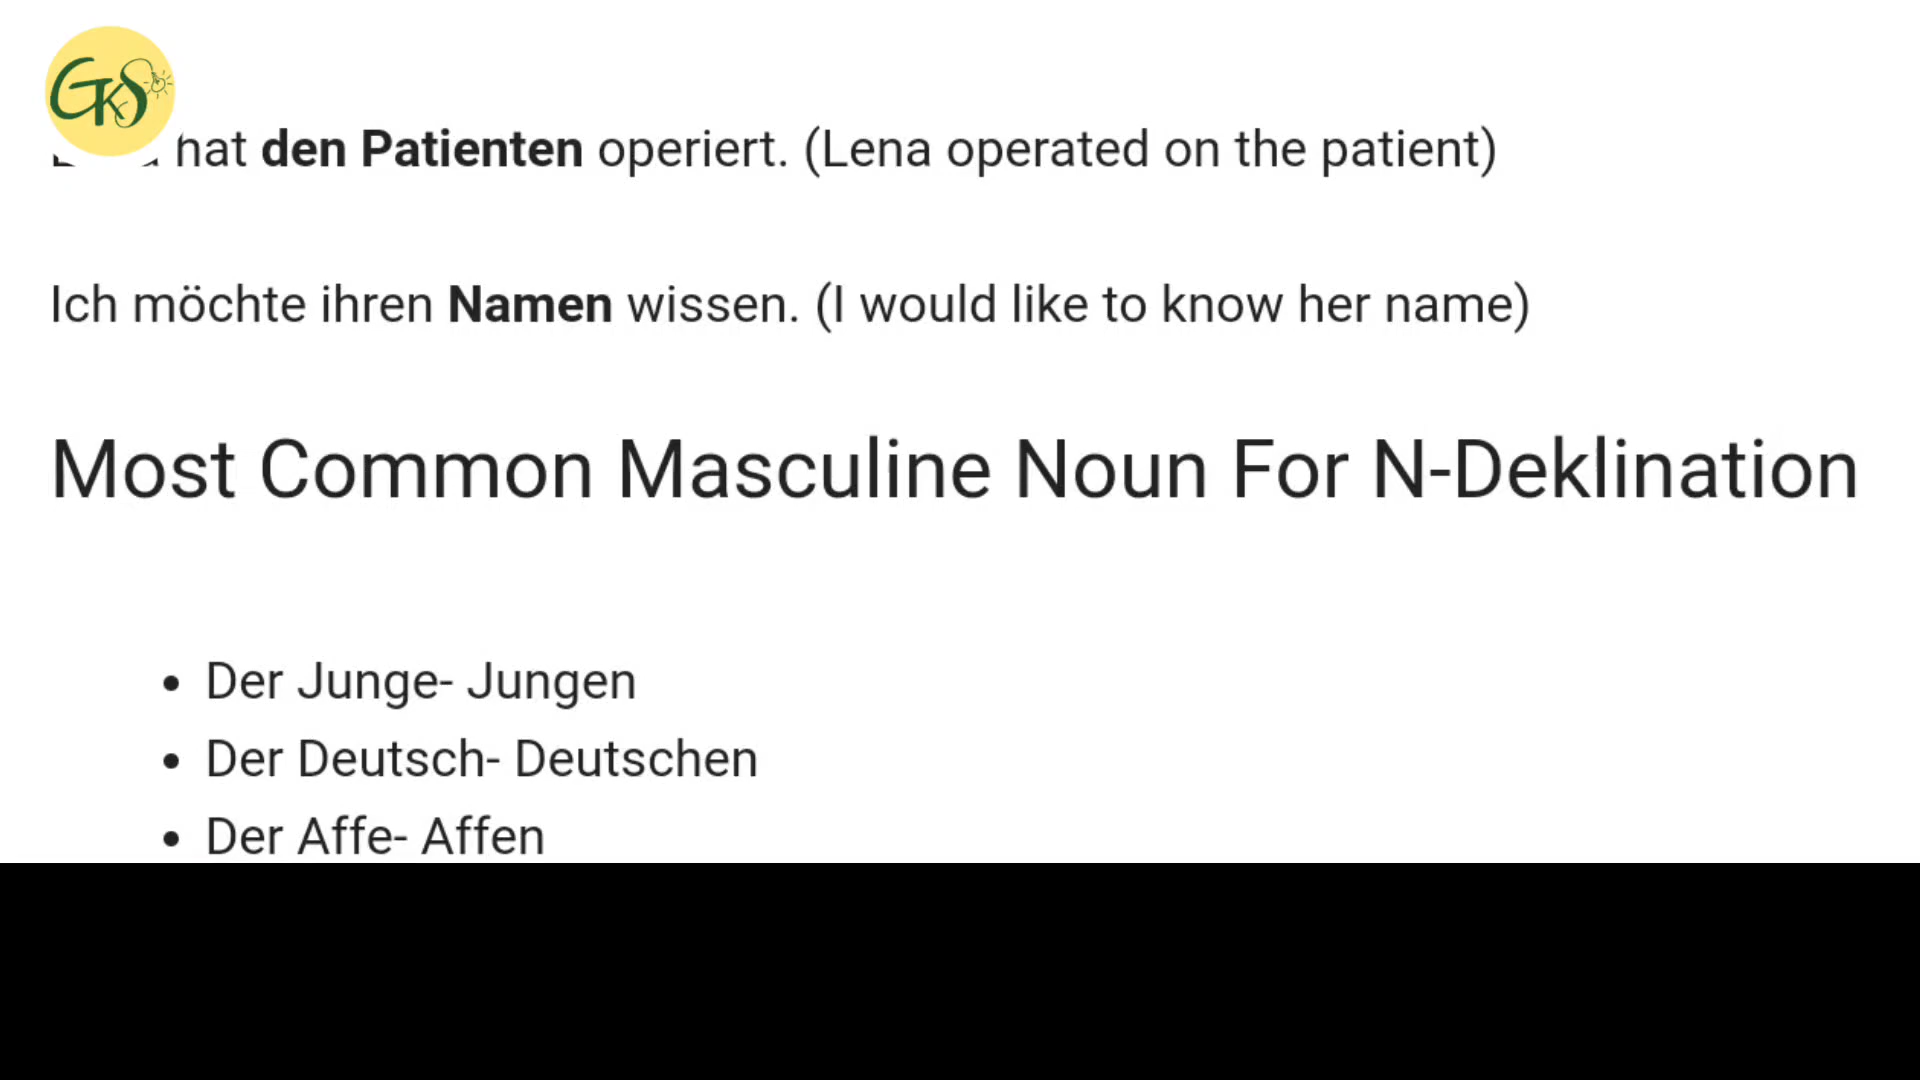 GKS
hat den Patienten operiert. (Lena operated on the patient)
Ich möchte ihren Namen wissen. (I would like to know her name)
Most Common Masculine Noun For N-Deklination
• Der Junge- Jungen
• Der Deutsch- Deutschen
• Der Affe- Affen